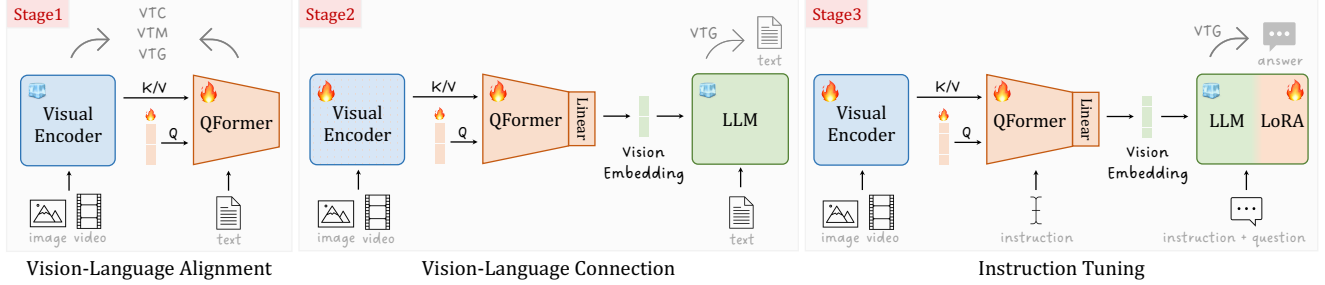 Stage1
VTC
VTM
VTG
Visual
Encoder
K/V
Q
QFormer
image
video
text
Vision-Language Alignment
Stage2
VTG
text
Visual
Encoder
K/V
Q
QFormer
Linear
Vision
Embedding
LLM
image
video
text
Vision-Language Connection
Stage3
VTG
answer
Visual
Encoder
K/V
Q
QFormer
Linear
Vision
Embedding
LLM
LoRA
image
video
instruction
instruction + question
Instruction Tuning